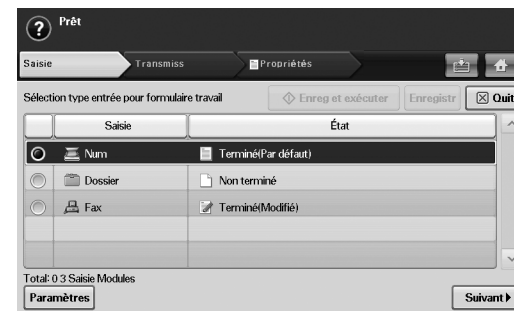 Prêt
Saisie Transmiss Propriétés
Sélect type entrée pour formulaire travail Enreg et exécuter Enregistr Quit
Saisie État
Num Terminé(Par défaut)
Dossier Non terminé
Fax Terminé(Modifié)
Total: 0 3 Saisie Modules
Paramètres Suivant